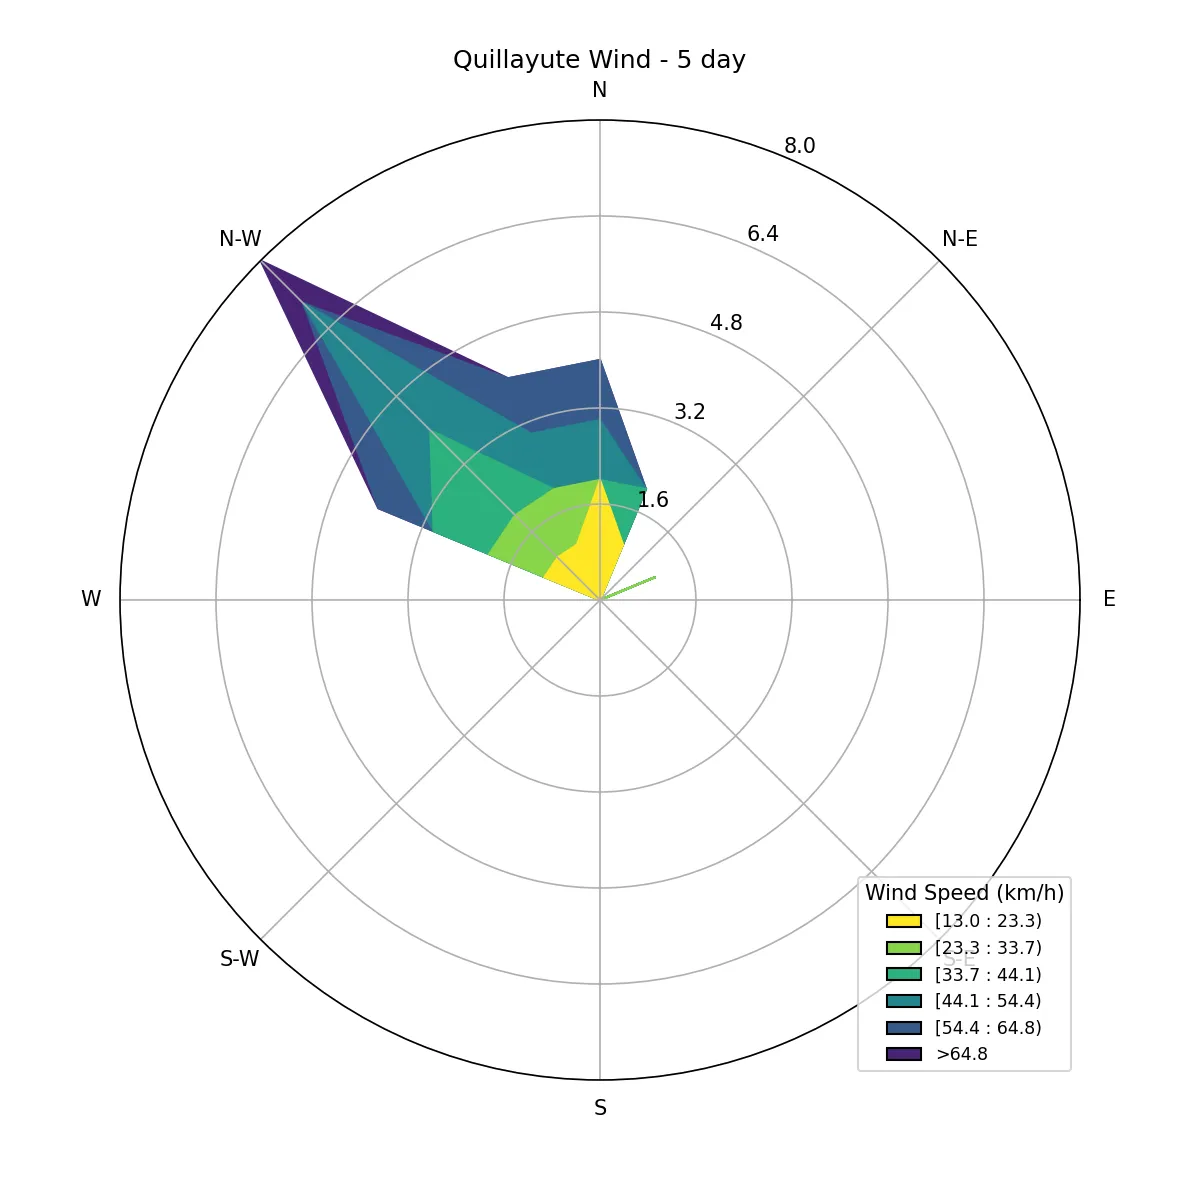 Quillayute Wind - 5 day
N
8.0
N-W
6.4
N-E
4.8
3.2
1.6
W
E
S-W
S-E
S
Wind Speed (km/h)
[13.0 : 23.3)
[23.3 : 33.7)
[33.7 : 44.1)
[44.1 : 54.4)
[54.4 : 64.8)
>64.8